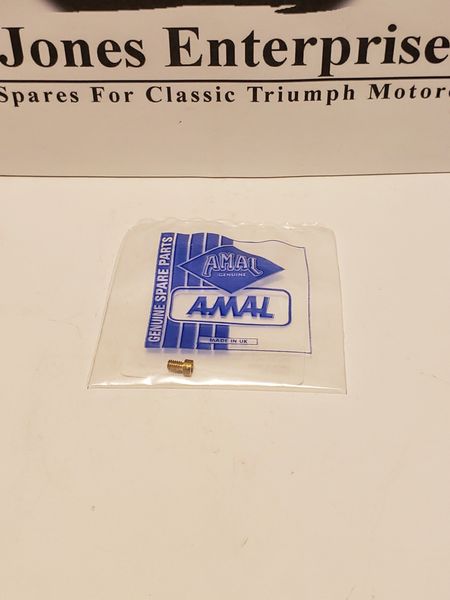 Jones Enterprise
Spares For Classic Triumph Motor
GENUINE SPARE PARTS
AMAL
GENUINE
AMAL
MADE IN UK